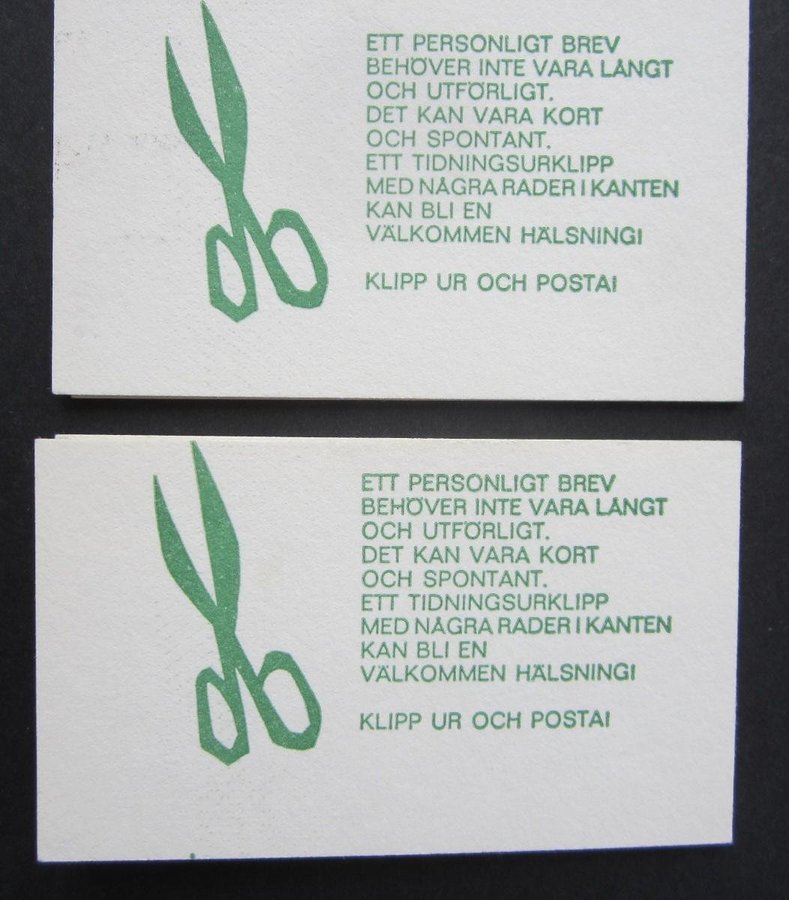 ETT PERSONLIGT BREV
BEHÖVER INTE VARA LÅNGT
OCH UTFÖRLIGT.
DET KAN VARA KORT
OCH SPONTANT.
ETT TIDNINGSURKLIPP
MED NÅGRA RADER I KANTEN
KAN BLI EN
VÄLKOMMEN HÄLSNING!
KLIPP UR OCH POSTA!
ETT PERSONLIGT BREV
BEHÖVER INTE VARA LÅNGT
OCH UTFÖRLIGT.
DET KAN VARA KORT
OCH SPONTANT.
ETT TIDNINGSURKLIPP
MED NÅGRA RADER I KANTEN
KAN BLI EN
VÄLKOMMEN HÄLSNING!
KLIPP UR OCH POSTA!